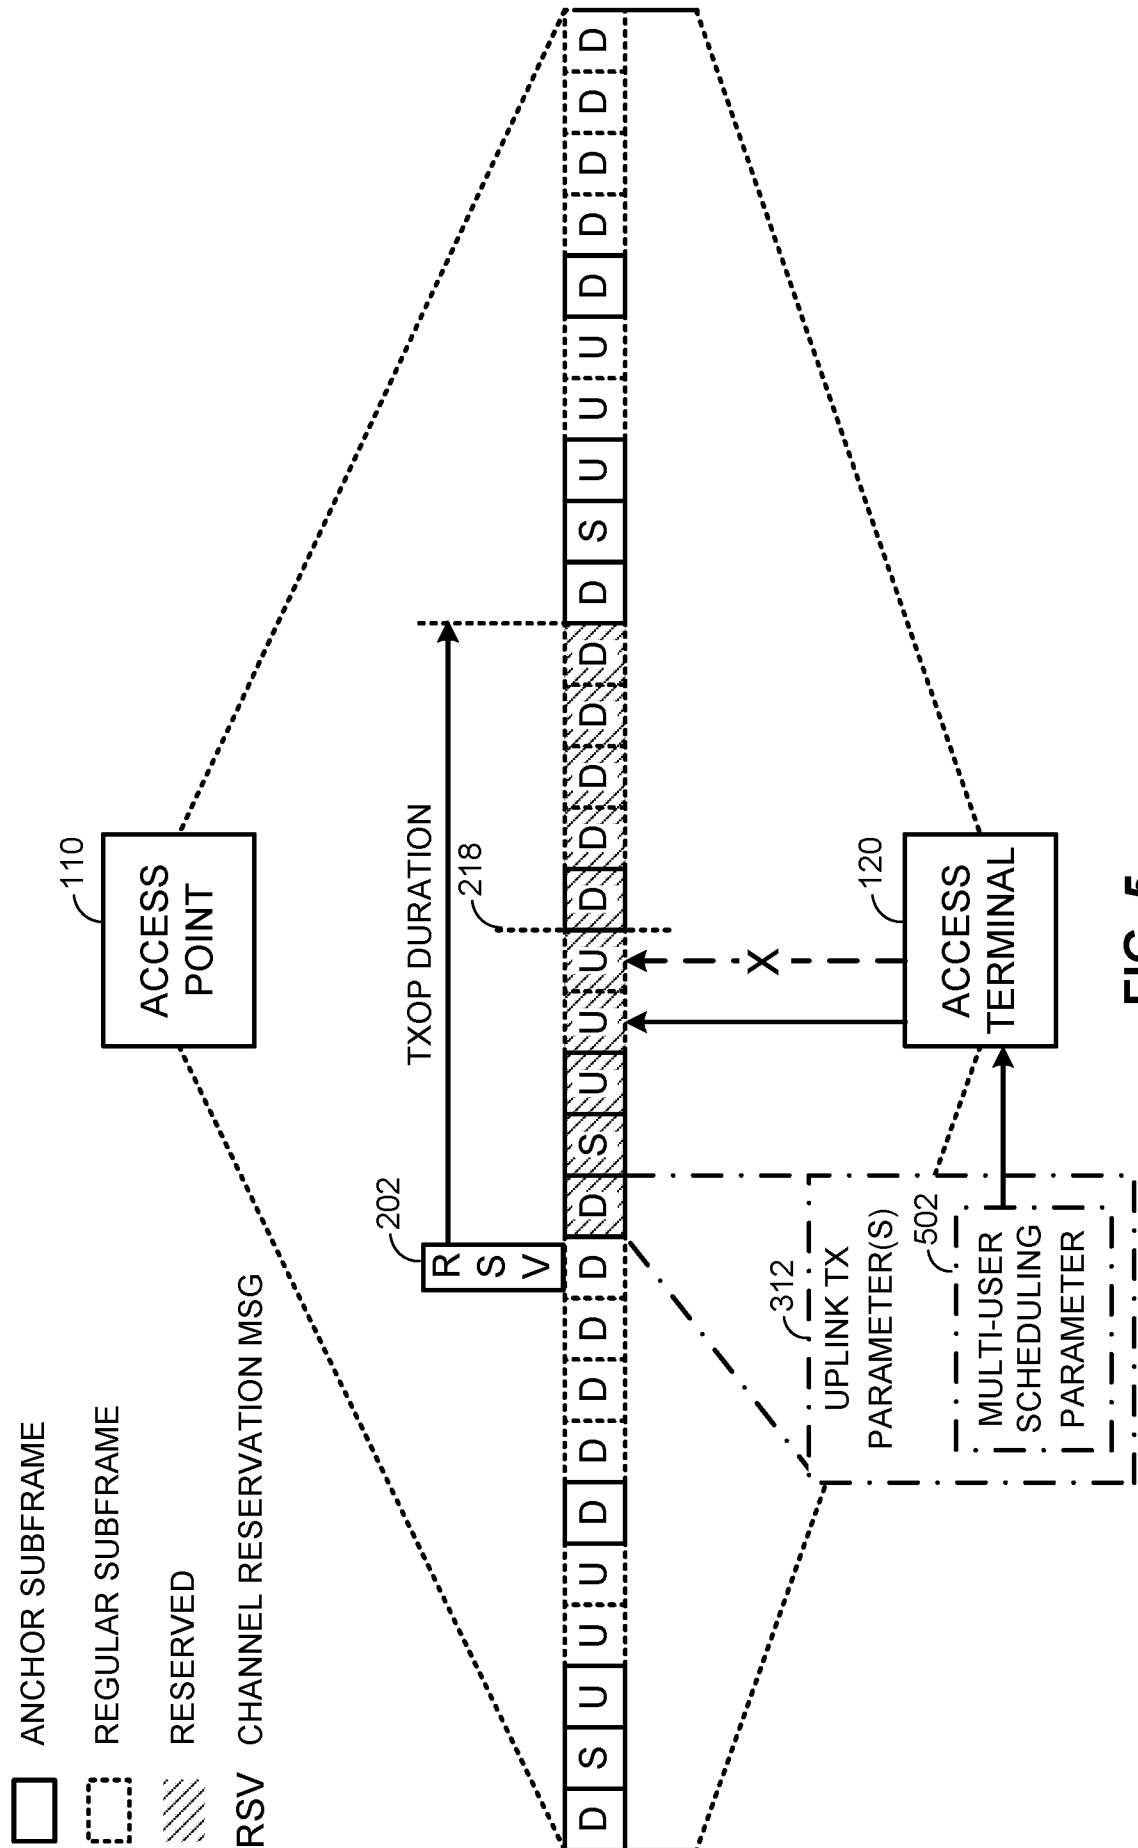 ANCHOR SUBFRAME
REGULAR SUBFRAME
RESERVED
RSV CHANNEL RESERVATION MSG
110
ACCESS
POINT
TXOP DURATION
202
RSV
218
D S U U U D D D D D D S U U U D D D D D D S U U U D D D D D
X
312
UPLINK TX
PARAMETER(S)
502
MULTI-USER
SCHEDULING
PARAMETER
120
ACCESS
TERMINAL
FIG. 5